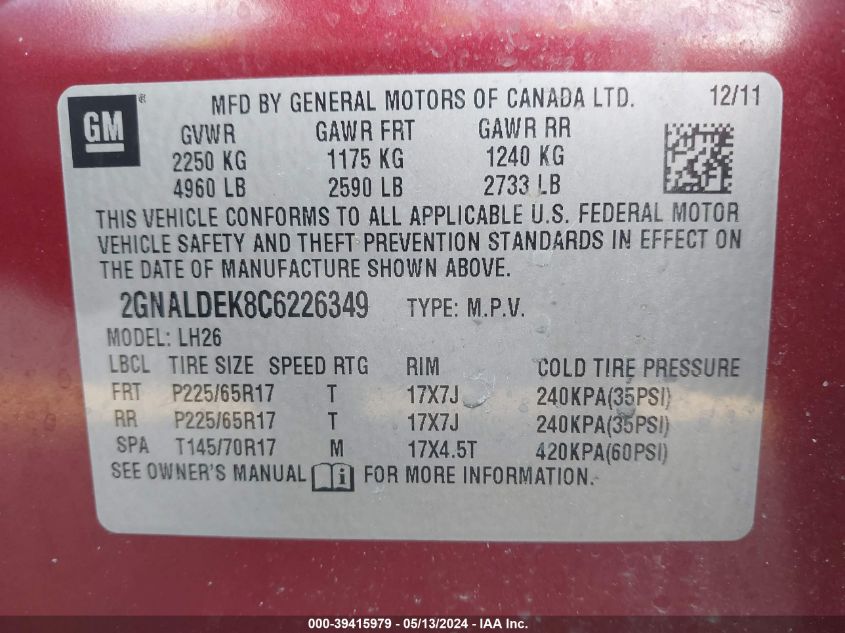 GM ® MFD BY GENERAL MOTORS OF CANADA LTD. 12/11
GVWR GAWR FRT GAWR RR
2250 KG 1175 KG 1240 KG
4960 LB 2590 LB 2733 LB
THIS VEHICLE CONFORMS TO ALL APPLICABLE U.S. FEDERAL MOTOR
VEHICLE SAFETY AND THEFT PREVENTION STANDARDS IN EFFECT ON
THE DATE OF MANUFACTURE SHOWN ABOVE.
2GNALDEK8C6226349 TYPE: M.P.V.
MODEL: LH26
LBCL TIRE SIZE SPEED RTG RIM COLD TIRE PRESSURE
FRT P225/65R17 T 17X7J 240KPA(35PSI)
RR P225/65R17 T 17X7J 240KPA(35PSI)
SPA T145/70R17 M 17X4.5T 420KPA(60PSI)
SEE OWNER'S MANUAL i FOR MORE INFORMATION.
000-39415979 - 05/13/2024 - IAA Inc.